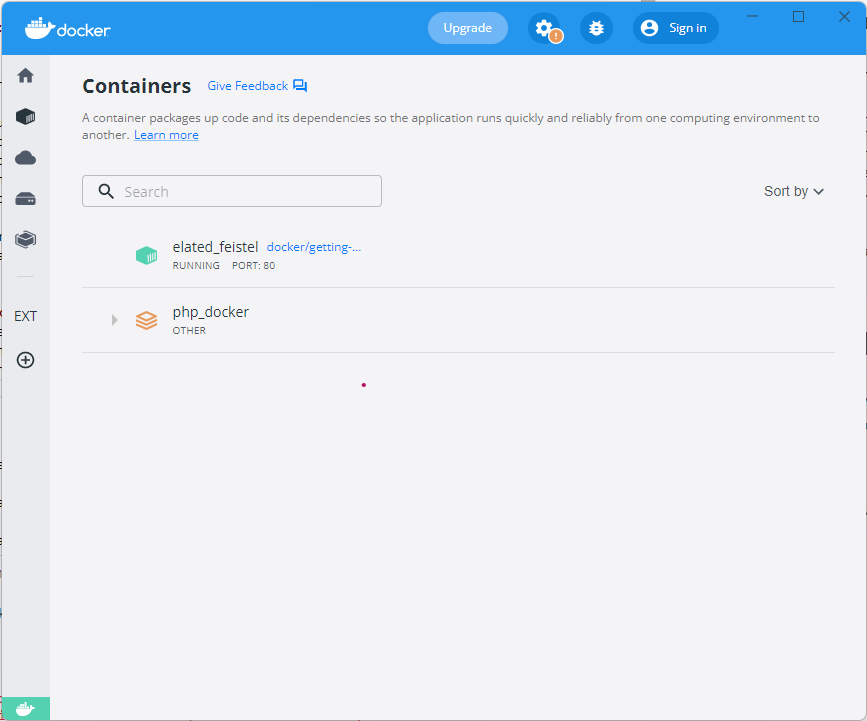 docker
Upgrade
!
Sign in
Containers
Give Feedback
A container packages up code and its dependencies so the application runs quickly and reliably from one computing environment to
another. Learn more
Search
Sort by
elated_feistel docker/getting-...
RUNNING PORT: 80
php_docker
OTHER
EXT